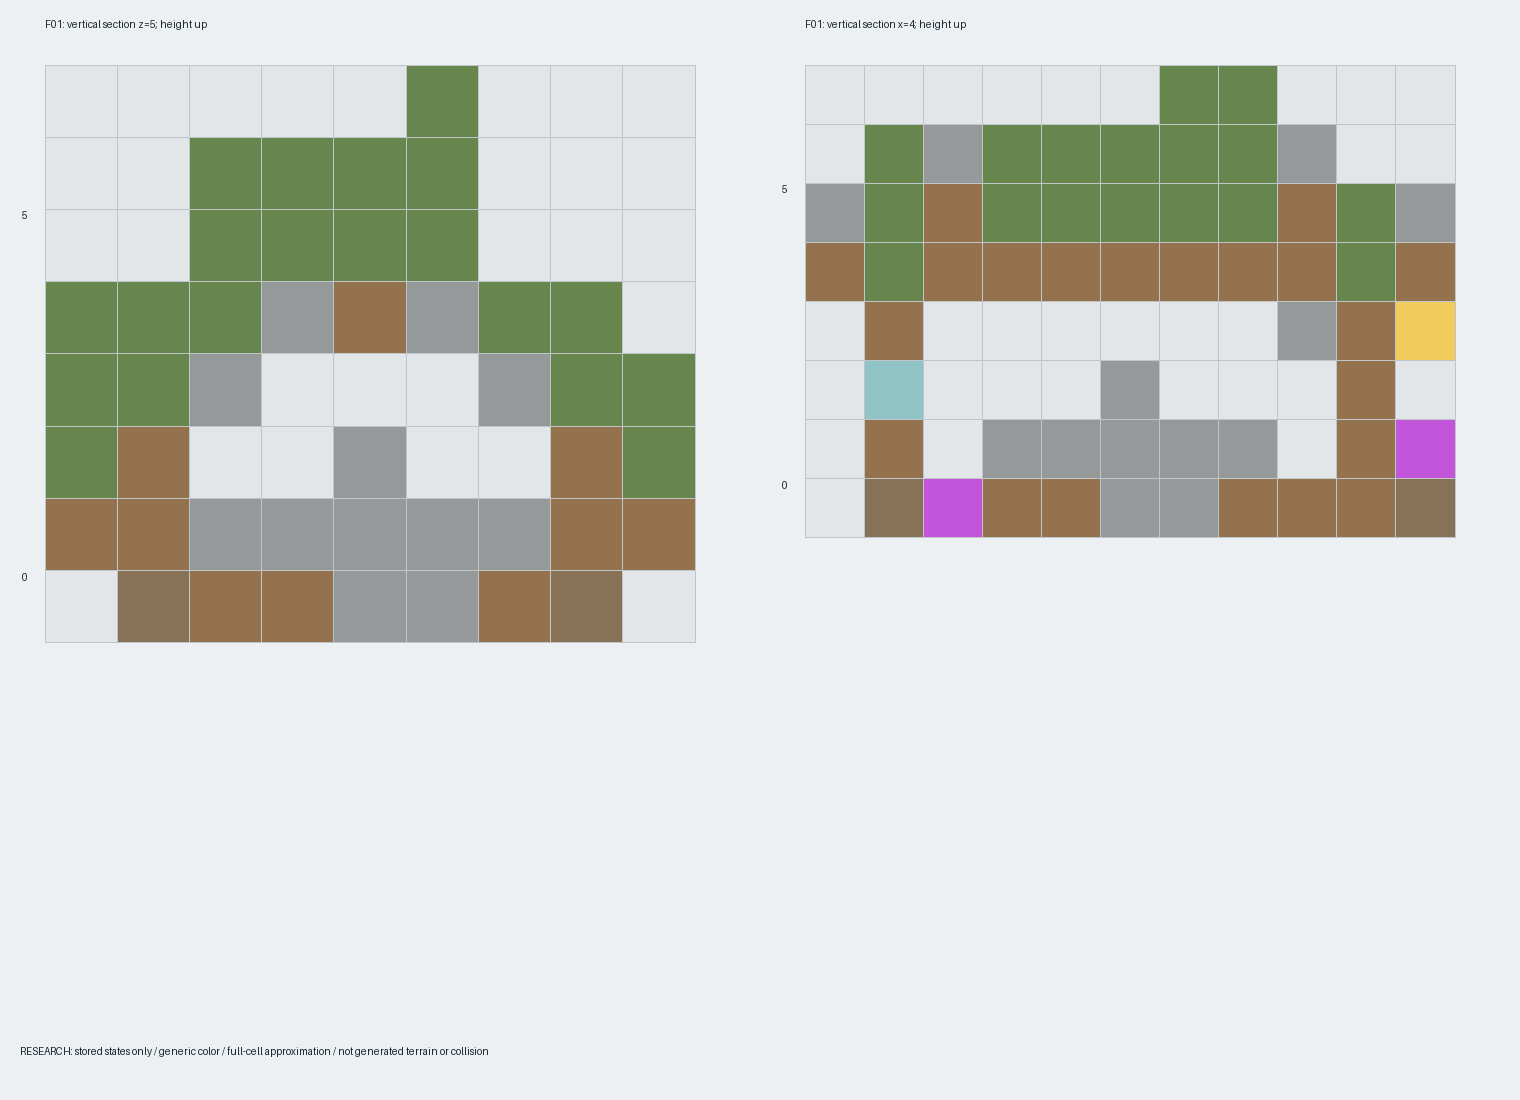 F01: vertical section z=5; height up
F01: vertical section x=4; height up
5
0
5
0
RESEARCH: stored states only / generic color / full-cell approximation / not generated terrain or collision